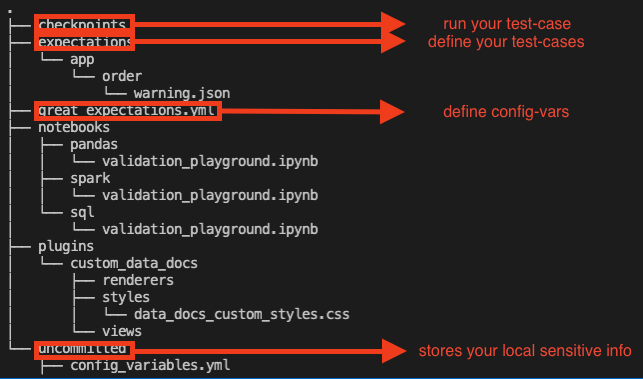 .
├── checkpoints run your test-case
├── expectations define your test-cases
│   └── app
│       └── order
│           └── warning.json
├── great_expectations.yml define config-vars
├── notebooks
│   ├── pandas
│   │   └── validation_playground.ipynb
│   ├── spark
│   │   └── validation_playground.ipynb
│   └── sql
│       └── validation_playground.ipynb
├── plugins
│   └── custom_data_docs
│       ├── renderers
│       ├── styles
│       │   └── data_docs_custom_styles.css
│       └── views
└── uncommitted stores your local sensitive info
    ├── config_variables.yml